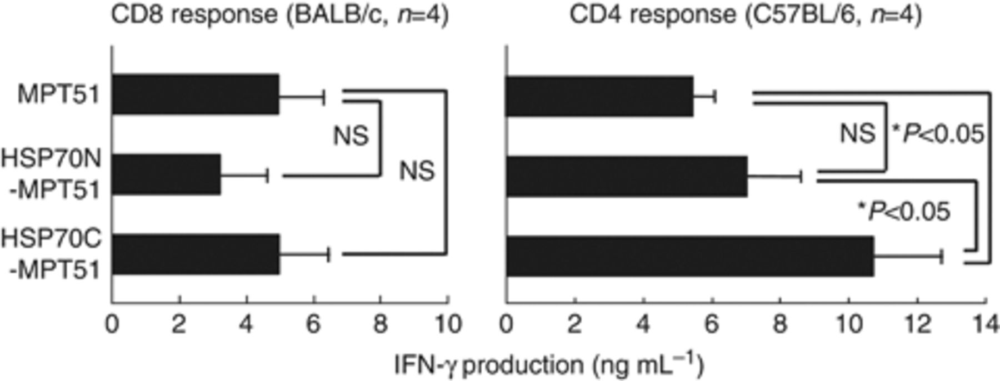 CD8 response (BALB/c, n=4)
CD4 response (C57BL/6, n=4)
MPT51
HSP70N
-MPT51
HSP70C
-MPT51
NS
NS
NS
*P<0.05
*P<0.05
0 2 4 6 8 10
0 2 4 6 8 10 12 14
IFN-γ production (ng mL⁻¹)